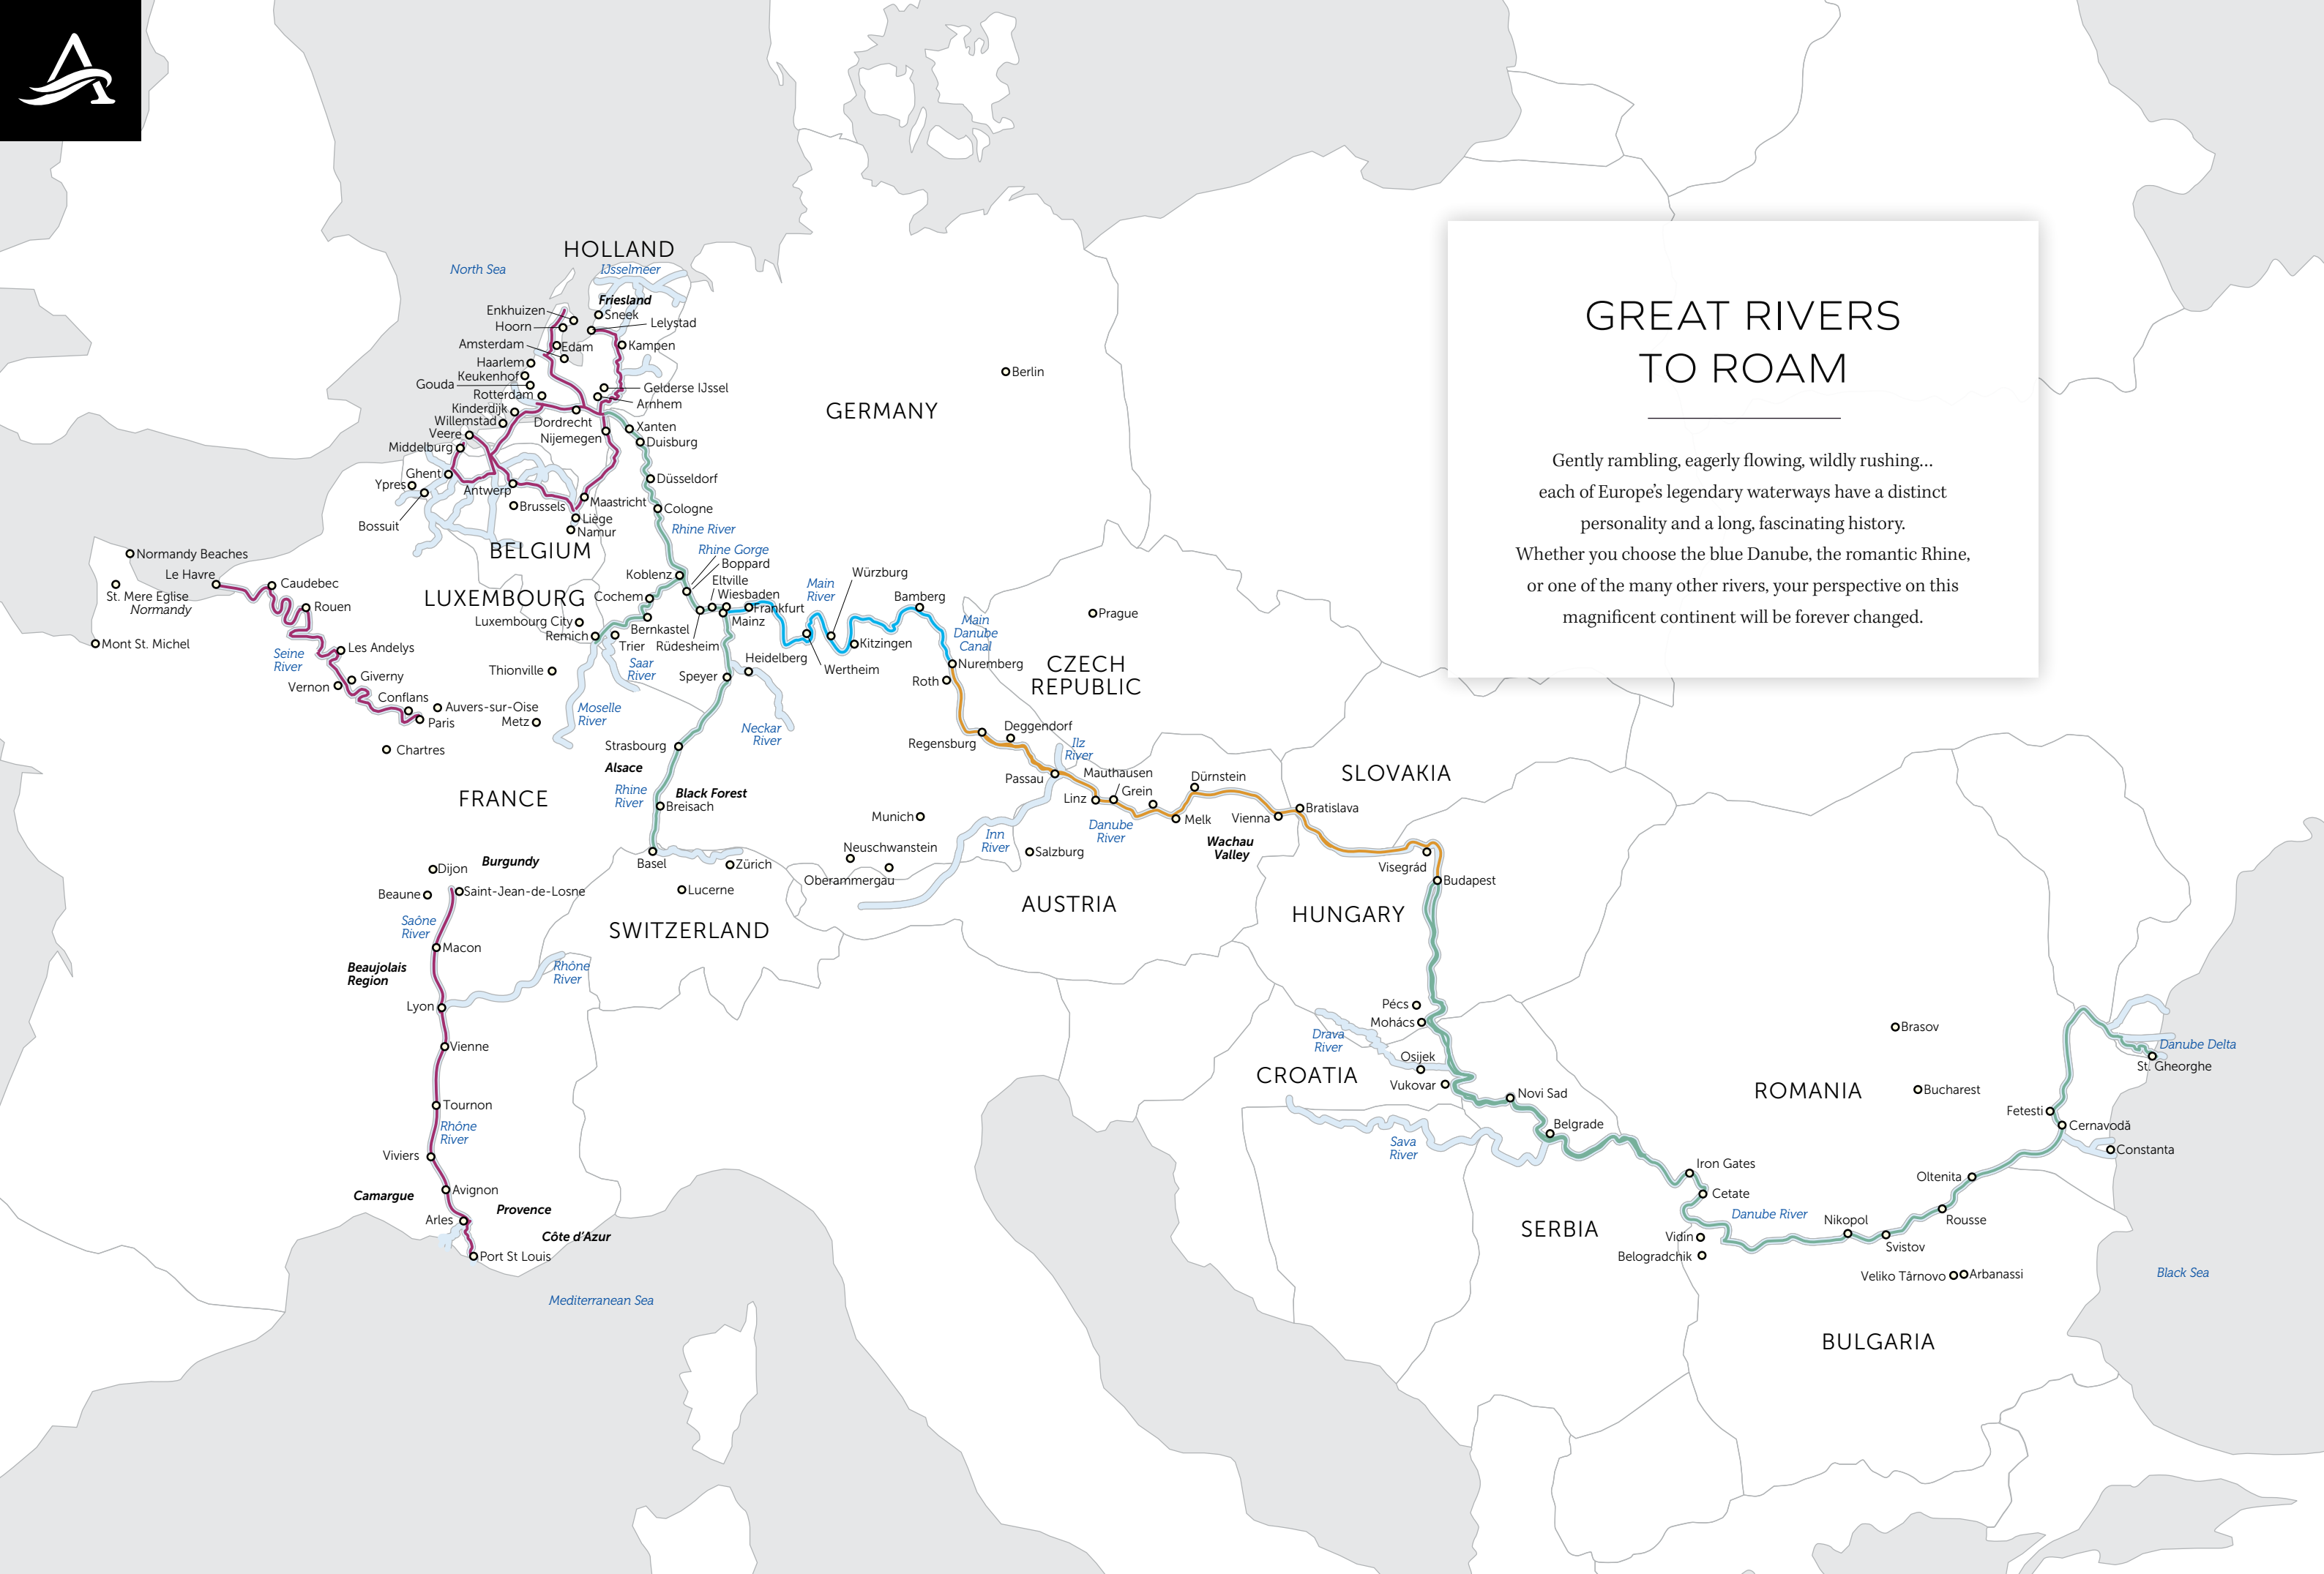 GREAT RIVERS
TO ROAM
Gently rambling, eagerly flowing, wildly rushing...
each of Europe's legendary waterways have a distinct
personality and a long, fascinating history.
Whether you choose the blue Danube, the romantic Rhine,
or one of the many other rivers, your perspective on this
magnificent continent will be forever changed.
HOLLAND
North Sea
IJsselmeer
Friesland
Enkhuizen
Sneek
Hoorn
Lelystad
Amsterdam
Edam
Kampen
Haarlem
Keukenhof
Gouda
Gelderse IJssel
Rotterdam
Arnhem
Kinderdijk
Willemstad
Dordrecht
Xanten
Veere
Nijemegen
Duisburg
Middelburg
Ghent
Ypres
Antwerp
Düsseldorf
Brussels
Maastricht
Cologne
Liège
Bossuit
Namur
Rhine River
BELGIUM
Rhine Gorge
Boppard
Koblenz
Eltville
Wiesbaden
LUXEMBOURG
Cochem
Frankfurt
Mainz
Luxembourg City
Remich
Bernkastel
Trier
Rüdesheim
Saar
River
Heidelberg
Thionville
Speyer
Moselle
River
Metz
Neckar
River
Strasbourg
Alsace
Rhine
River
Black Forest
Breisach
Basel
Zürich
Lucerne
SWITZERLAND
Normandy Beaches
Le Havre
St. Mere Eglise
Normandy
Mont St. Michel
Caudebec
Rouen
Les Andelys
Seine
River
Giverny
Vernon
Conflans
Auvers-sur-Oise
Paris
Chartres
FRANCE
Dijon
Burgundy
Beaune
Saint-Jean-de-Losne
Saône
River
Macon
Beaujolais
Region
Rhône
River
Lyon
Vienne
Tournon
Rhône
River
Viviers
Avignon
Camargue
Provence
Arles
Côte d'Azur
Port St Louis
Mediterranean Sea
GERMANY
Berlin
Würzburg
Main
River
Bamberg
Kitzingen
Wertheim
Main
Danube
Canal
Nuremberg
Roth
Prague
CZECH
REPUBLIC
Regensburg
Deggendorf
Ilz
River
Passau
Mauthausen
Dürnstein
Linz
Grein
Munich
Danube
River
Melk
Vienna
Inn
River
Wachau
Valley
Neuschwanstein
Salzburg
Oberammergau
AUSTRIA
SLOVAKIA
Bratislava
Visegrád
Budapest
HUNGARY
Pécs
Mohács
Drava
River
Osijek
CROATIA
Vukovar
Novi Sad
Belgrade
Sava
River
Iron Gates
Cetate
SERBIA
Danube River
Vidin
Belogradchik
Nikopol
Svistov
Rousse
Oltenita
Veliko Târnovo
Arbanassi
BULGARIA
ROMANIA
Brasov
Bucharest
Fetesti
Cernavodă
Constanta
Danube Delta
St. Gheorghe
Black Sea